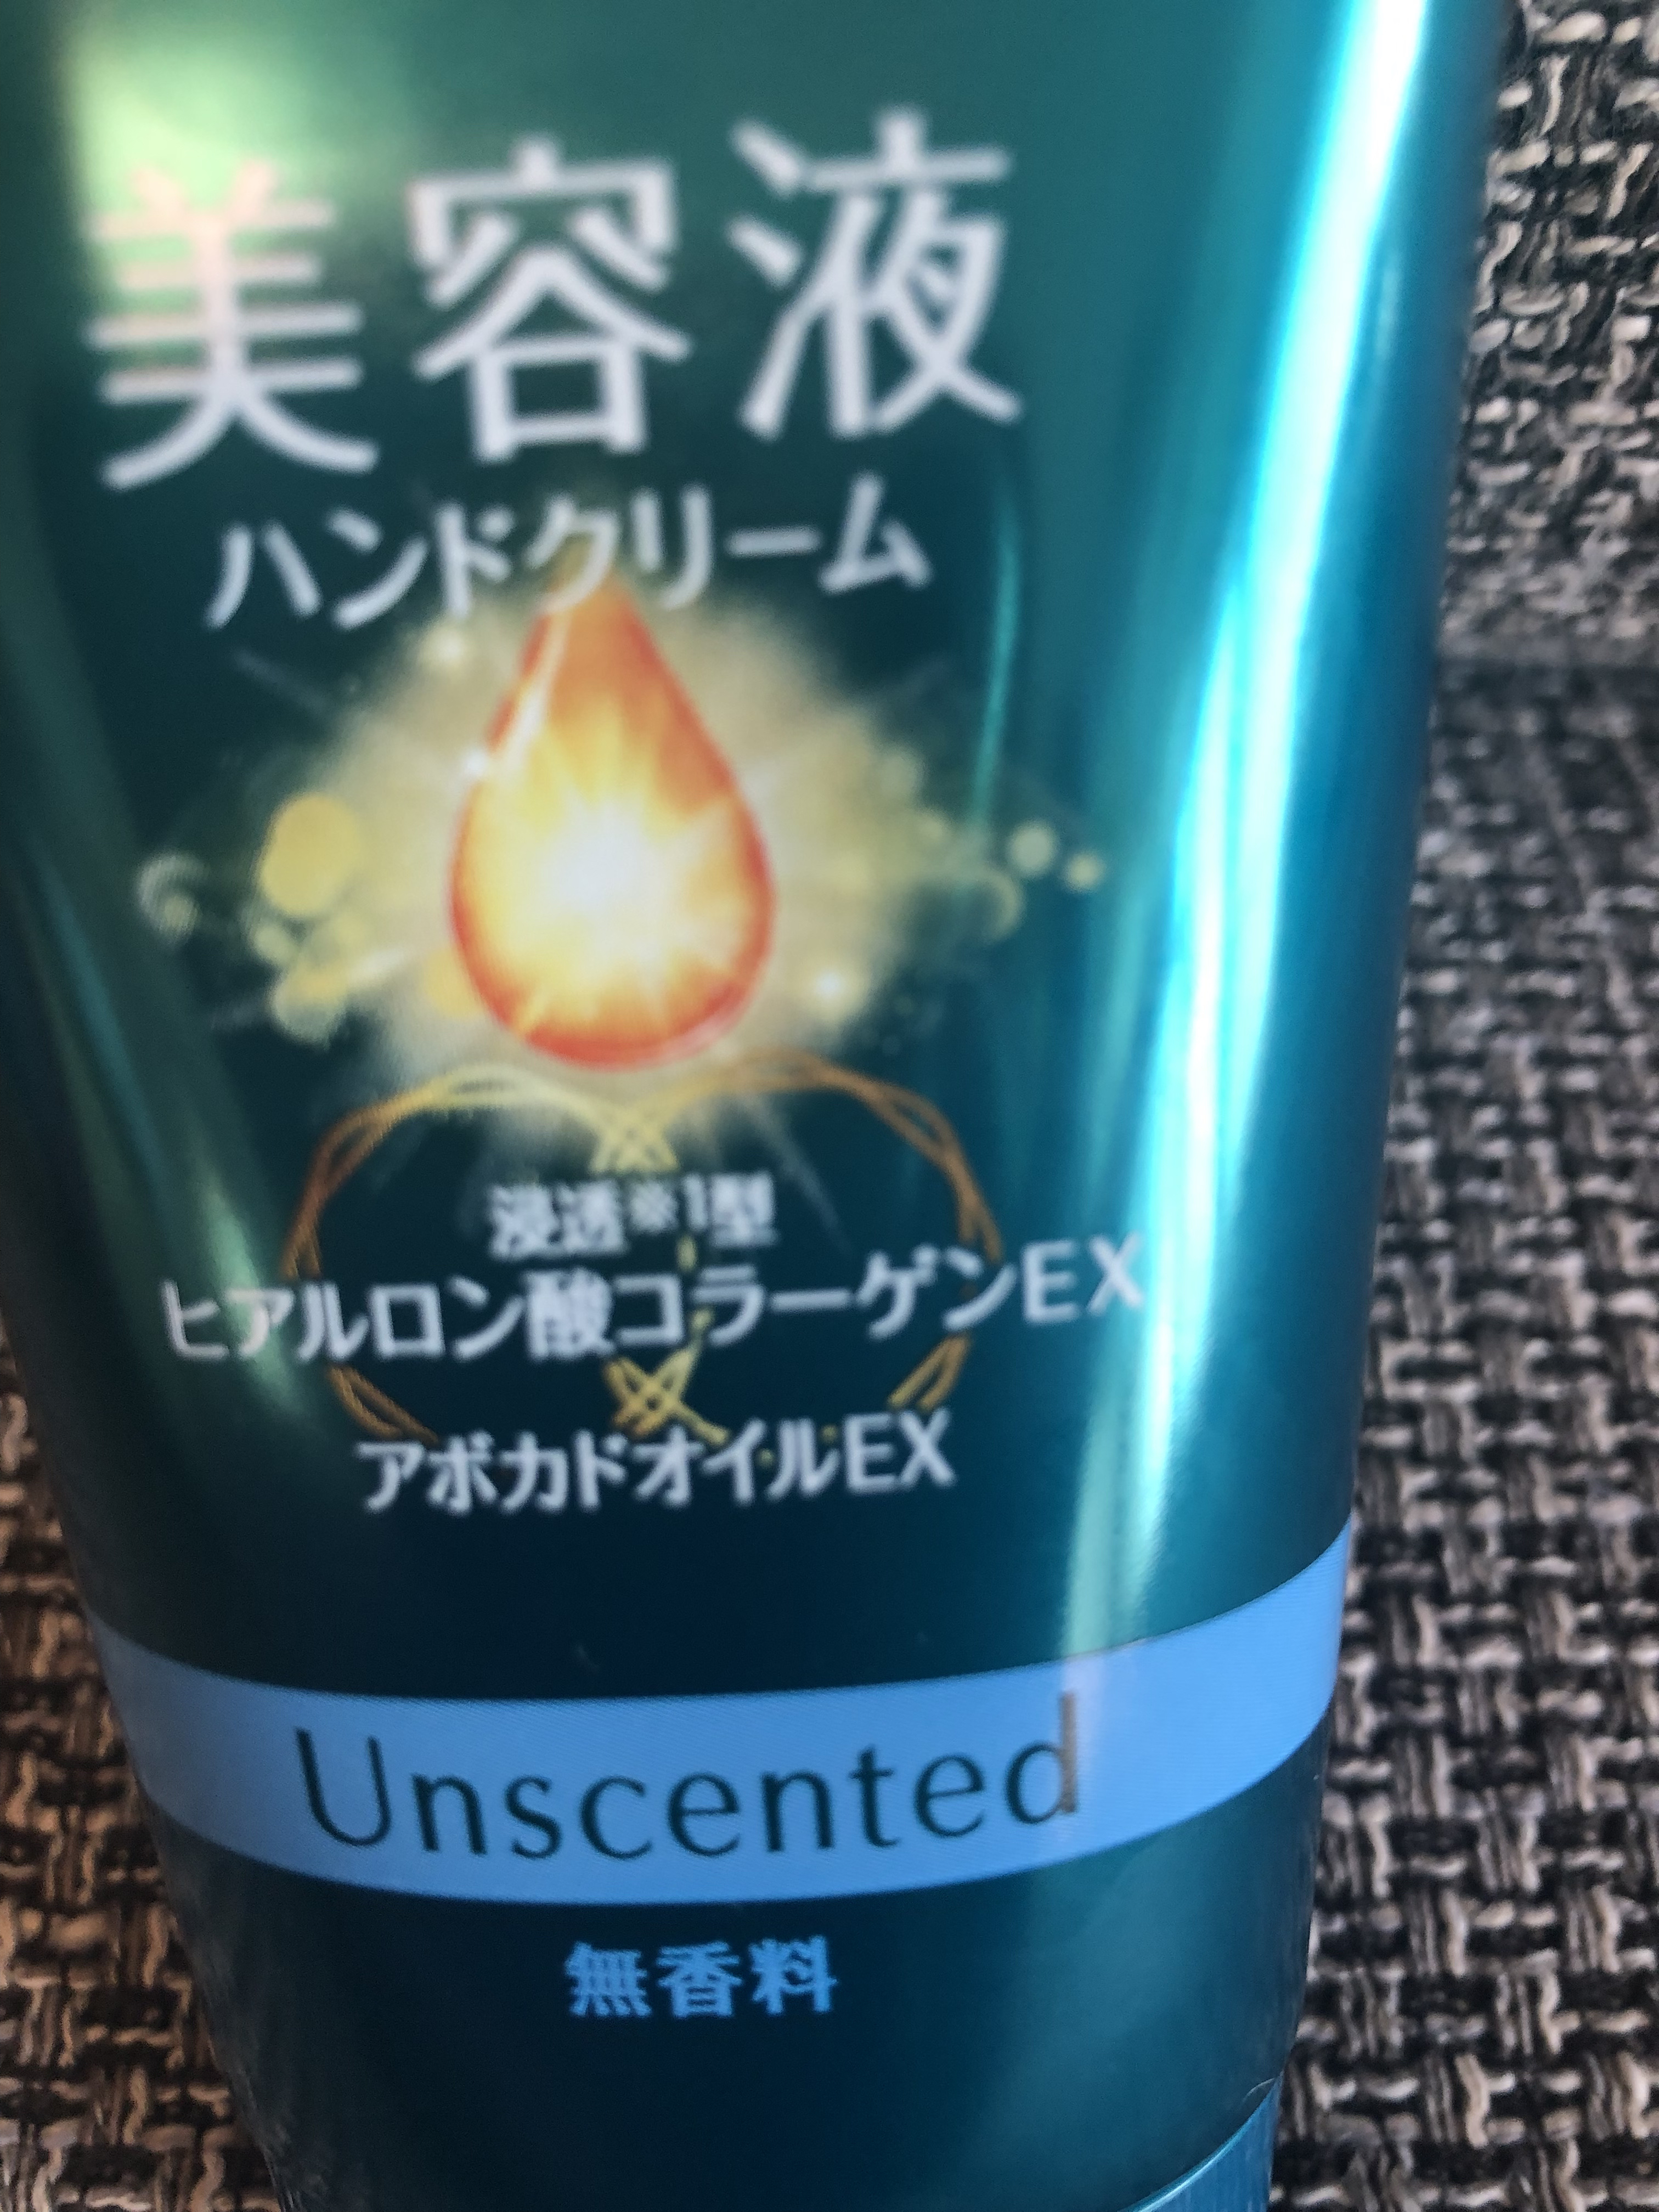 美容液
ハンドクリーム
浸透※1型
ヒアルロン酸コラーゲンEX
アボカドオイルEX
Unscented
無香料